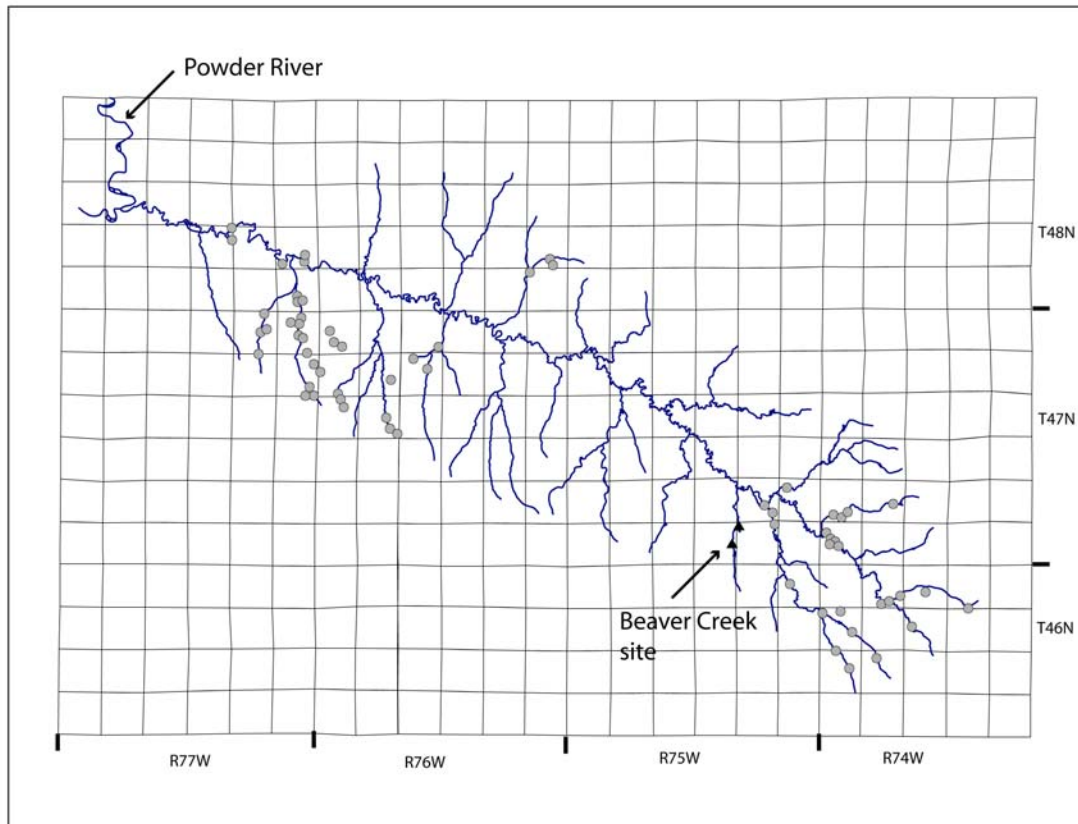 Powder River
T48N
T47N
Beaver Creek
site
T46N
R77W
R76W
R75W
R74W